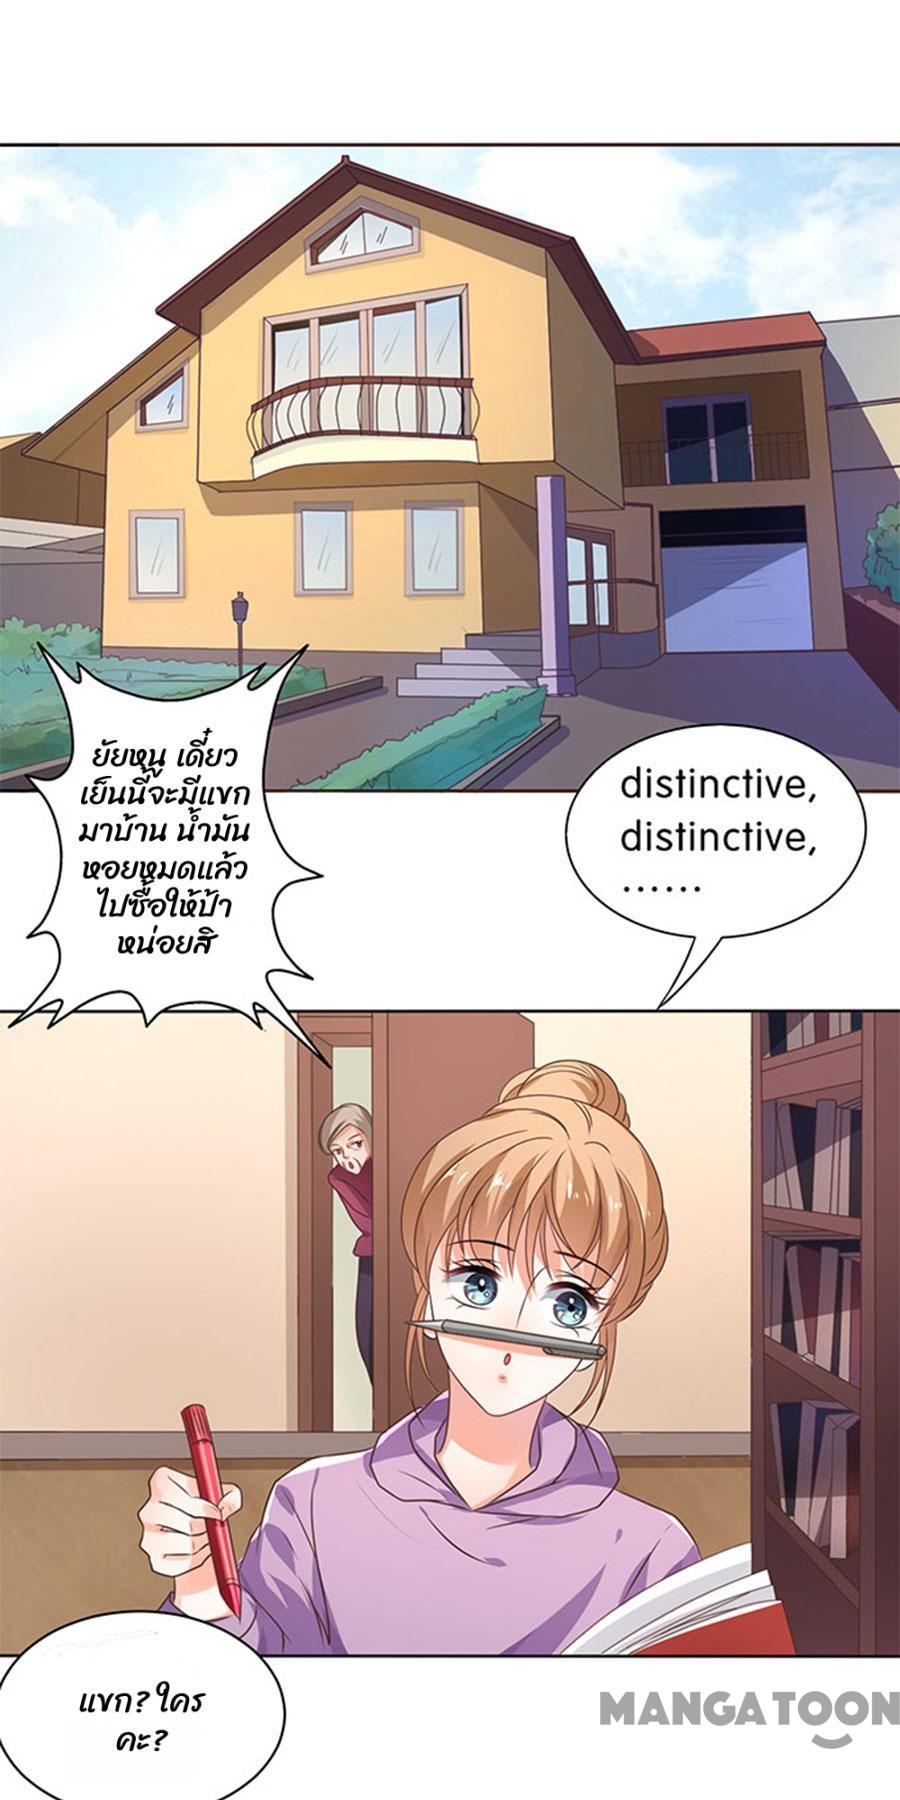 ยัยหนู เดี๋ยว
เย็นนี้จะมีแขก
มาบ้าน น้ำมัน
หอยหมดแล้ว
ไปซื้อให้ป้า
หน่อยสิ
distinctive,
distinctive,
......
แขก? ใคร
คะ?
MANGATOON